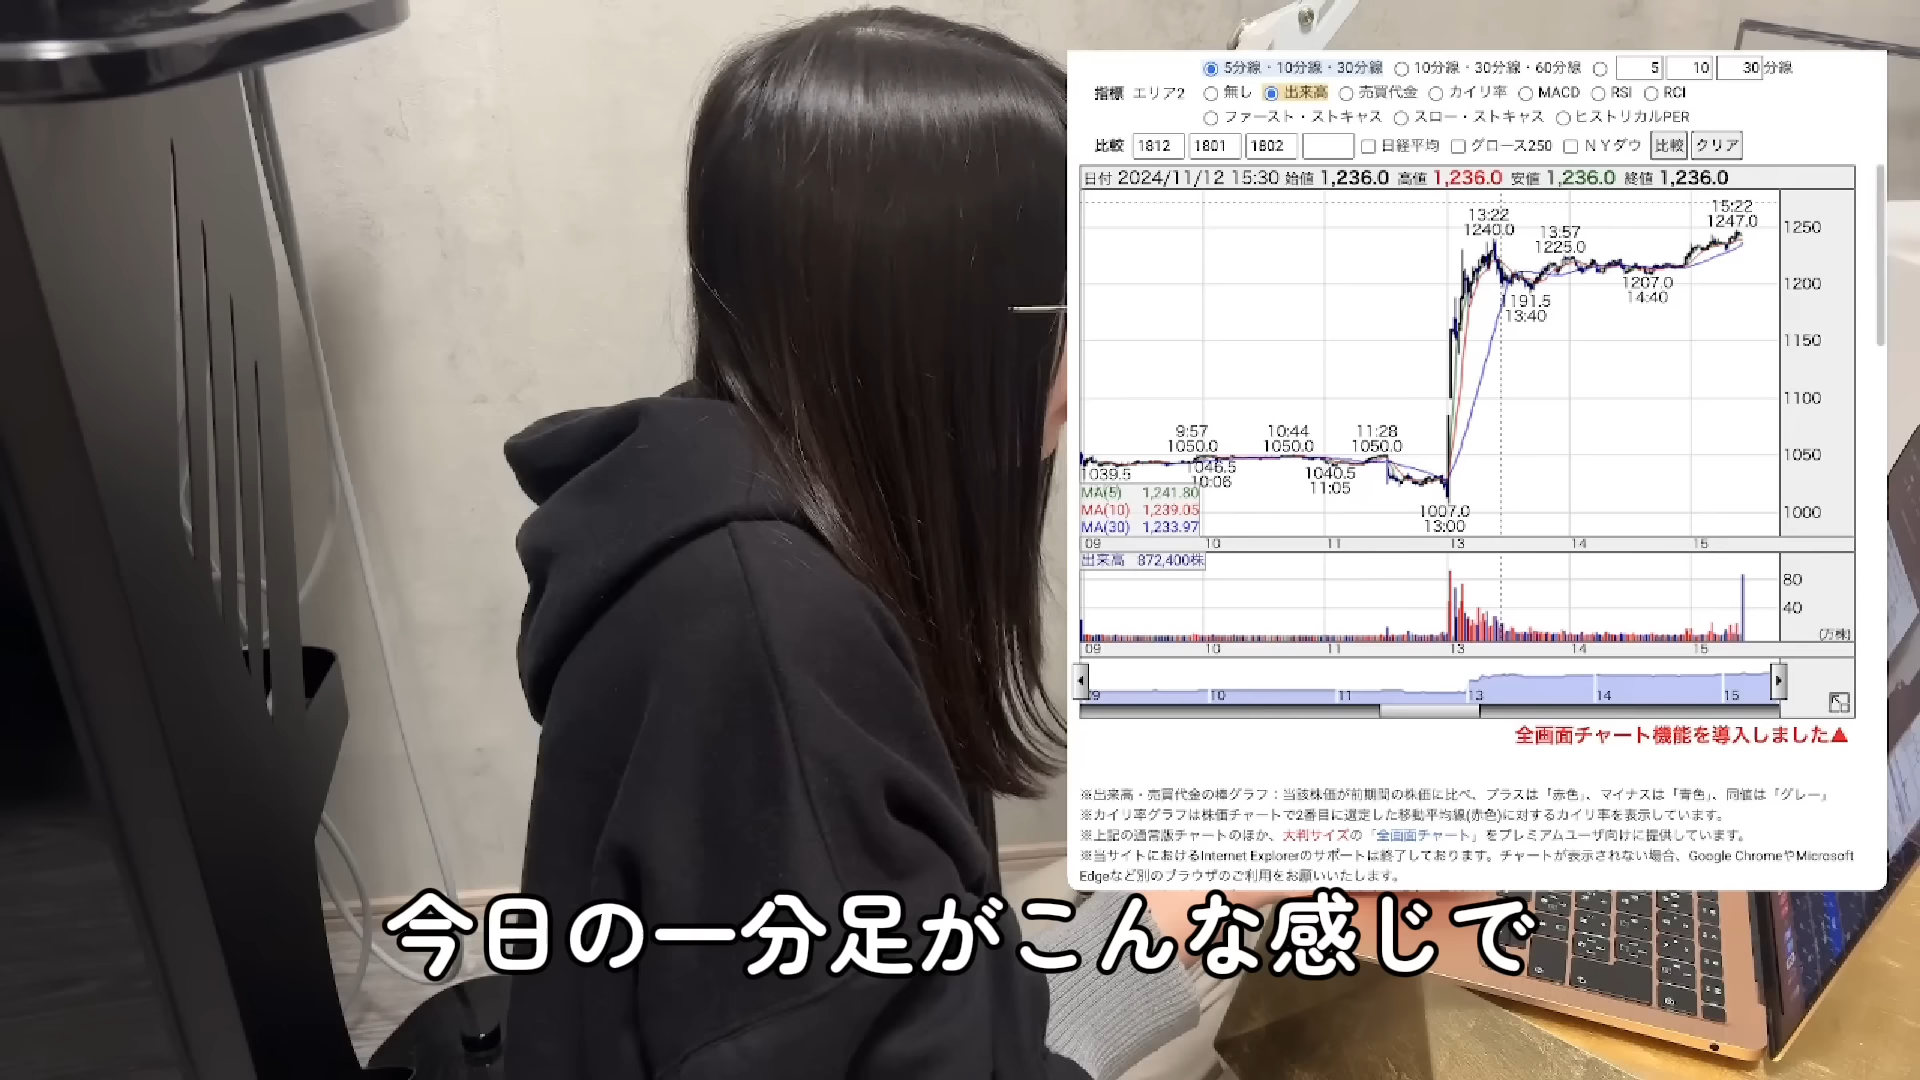 5分線・10分線・30分線 10分線・30分線・60分線 5 10 30 分線
指標 エリア2 無し 出来高 売買代金 カイリ率 MACD RSI RCI
ファースト・ストキャス スロー・ストキャス ヒストリカルPER
比較 1812 1801 1802 日経平均 グロース250 NYダウ 比較 クリア
日付 2024/11/12 15:30 始値 1,236.0 高値 1,236.0 安値 1,236.0 終値 1,236.0
15:22
1247.0
13:22
1240.0
13:57
1225.0
1250
1200
1207.0
14:40
1191.5
13:40
1150
1100
9:57
1050.0
10:44
1050.0
11:28
1050.0
1050
1039.5
1046.5
10:06
1040.5
11:05
MA(5) 1,241.80
MA(10) 1,239.05
MA(30) 1,233.97
1007.0
13:00
1000
09 10 11 13 14 15
出来高 872,400株
80
40
(万株)
09 10 11 13 14 15
09 10 11 13 14 15
全画面チャート機能を導入しました▲
※出来高・売買代金の棒グラフ：当該株価が前期間の株価に比べ、プラスは「赤色」、マイナスは「青色」、同値は「グレー」
※カイリ率グラフは株価チャートで2番目に選定した移動平均線(赤色)に対するカイリ率を表示しています。
※上記の通常版チャートのほか、大判サイズの「全画面チャート」をプレミアムユーザ向けに提供しています。
※当サイトにおけるInternet Explorerのサポートは終了しております。チャートが表示されない場合、Google ChromeやMicrosoft
Edgeなど別のブラウザのご利用をお願いいたします。
今日の一分足がこんな感じで